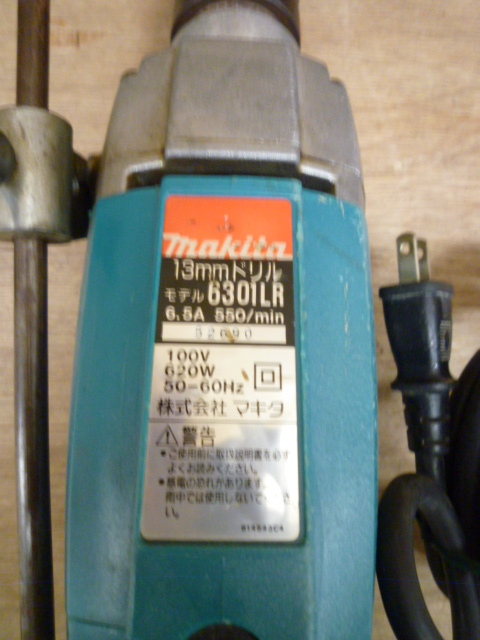 makita
13mmドリル
モデル 6301LR
6.5A 550/min
52690
100V
620W
50-60Hz
株式会社 マキタ
警告
●ご使用前に取扱説明書を必ず
よくお読みください。
●感電の恐れがあります。
雨中では使用しないでくださ
い。